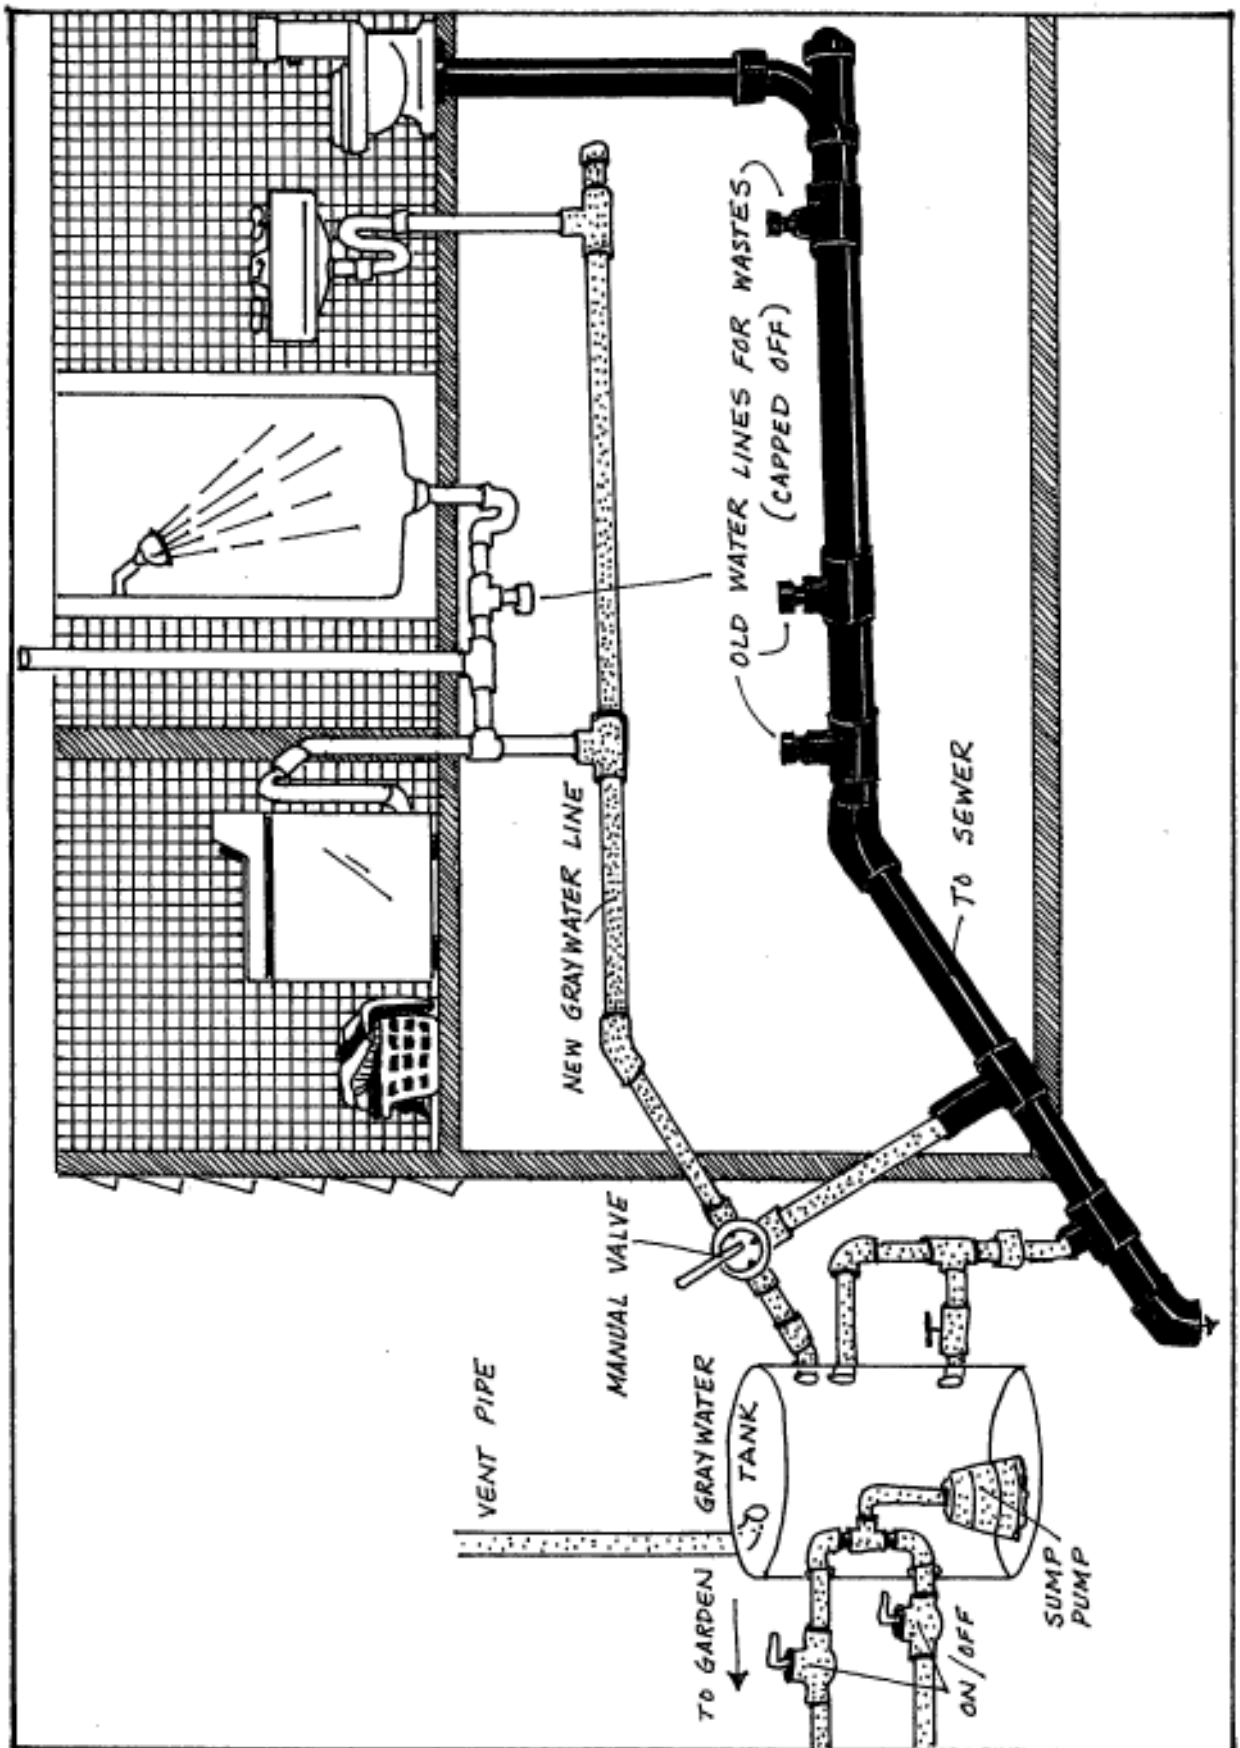 OLD WATER LINES FOR WASTES
(CAPPED OFF)
NEW GRAYWATER LINE
TO SEWER
MANUAL VALVE
VENT PIPE
GRAYWATER
TANK
TO GARDEN
ON/OFF
SUMP
PUMP